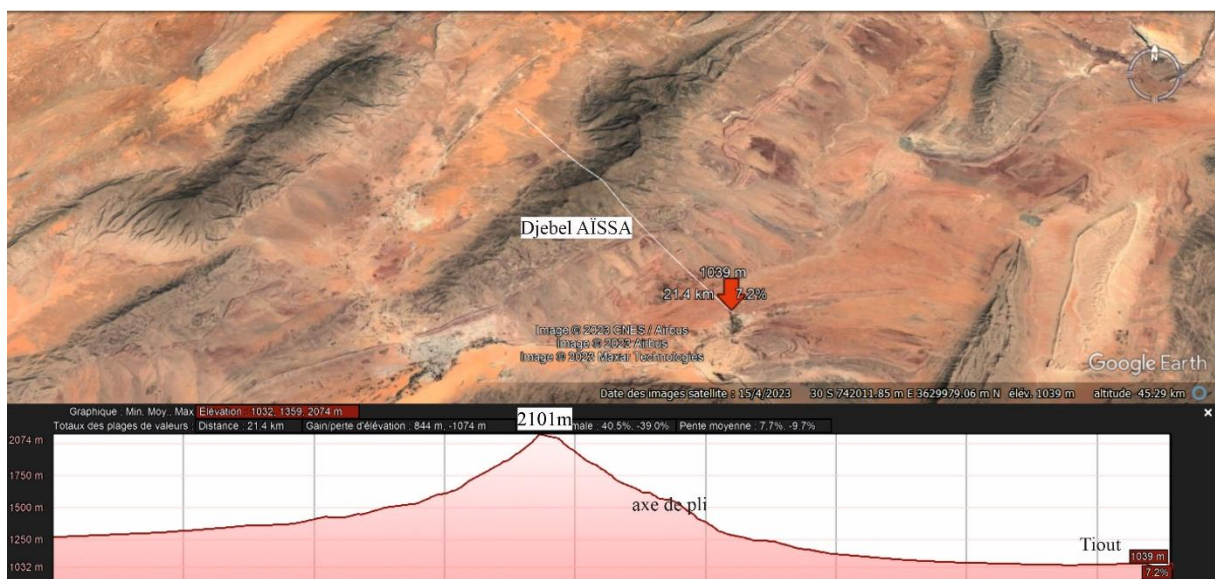 N
Djebel AÏSSA
1039 m
21.4 km 7.2%
Image © 2023 CNES / Airbus
Image © 2023 Airbus
Image © 2023 Maxar Technologies
Google Earth
Date des images satellite : 15/4/2023 30 S 742011.85 m E 3629979.06 m N élév. 1039 m altitude 45.29 km
Graphique : Min, Moy., Max Élévation : 1032, 1359, 2074 m
2101m
Totaux des plages de valeurs : Distance : 21.4 km Gain/perte d'élévation : 844 m, -1074 m male : 40.5%, -39.0% Pente moyenne : 7.7%, -9.7%
2074 m
1750 m
1500 m
axe de pli
1250 m
Tiout
1039 m
1032 m
7.2%